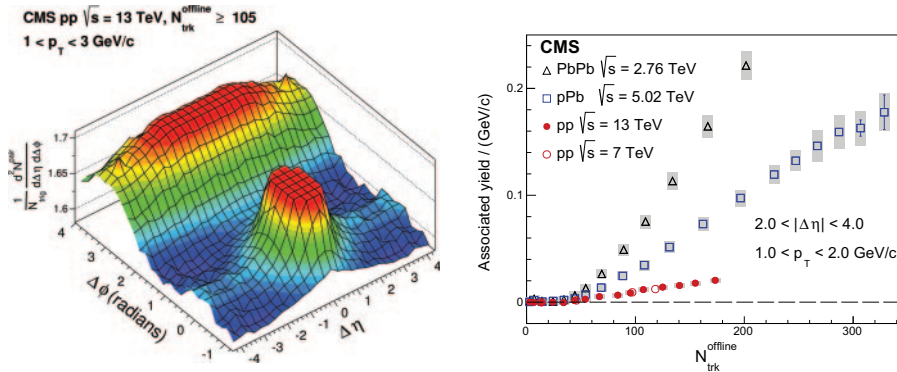 CMS pp √s = 13 TeV, N_trk^offline ≥ 105
1 < p_T < 3 GeV/c
1/N_trig d²N^pair/dΔη dΔφ
1.7
1.65
1.6
4
3
2
1
0
-1
Δφ (radians)
-4
-3
-2
-1
0
1
2
3
4
Δη
CMS
PbPb √s = 2.76 TeV
pPb √s = 5.02 TeV
pp √s = 13 TeV
pp √s = 7 TeV
2.0 < |Δη| < 4.0
1.0 < p_T < 2.0 GeV/c
Associated yield / (GeV/c)
0.2
0.1
0
0
100
200
300
N_trk^offline